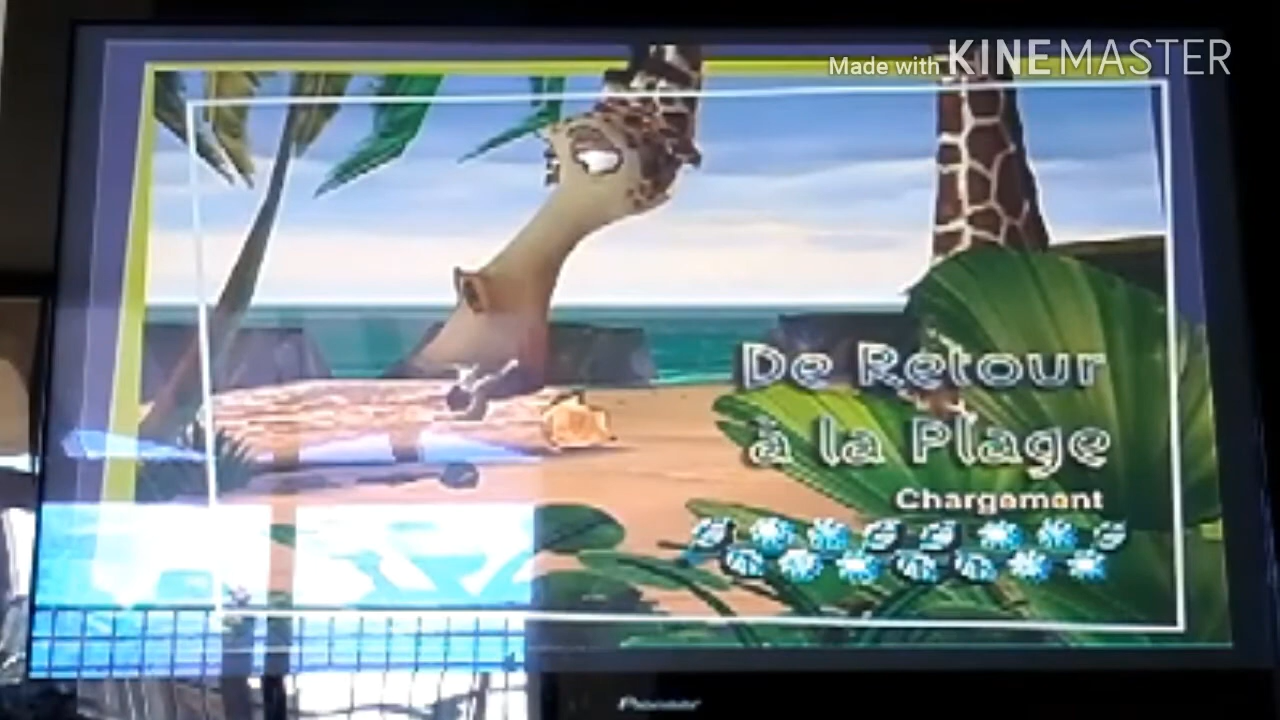 Made with KINEMASTER
De Retour
à la Plage
Chargement
Pioneer